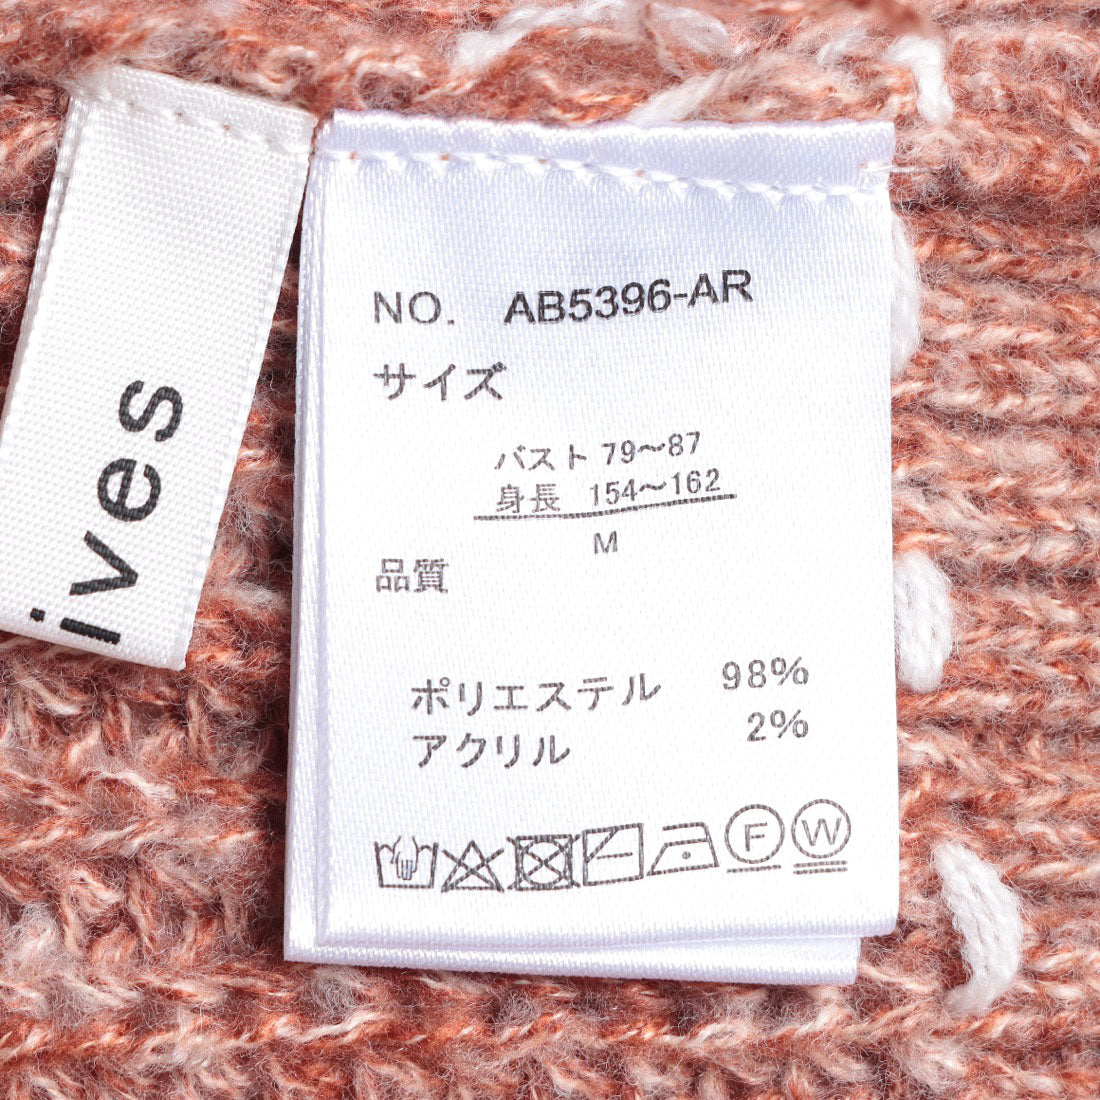 ives
NO. AB5396-AR
サイズ
バスト 79～87
身長 154～162
M
品質
ポリエステル 98%
アクリル 2%
F W